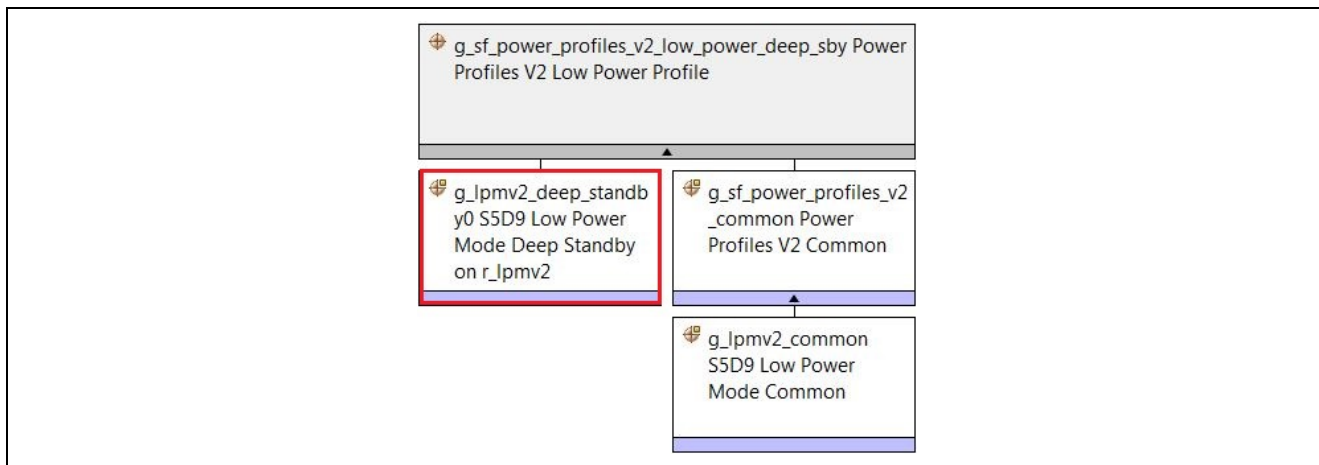 g_sf_power_profiles_v2_low_power_deep_sby Power
Profiles V2 Low Power Profile
g_lpmv2_deep_standb
y0 S5D9 Low Power
Mode Deep Standby
on r_lpmv2
g_sf_power_profiles_v2
_common Power
Profiles V2 Common
g_lpmv2_common
S5D9 Low Power
Mode Common